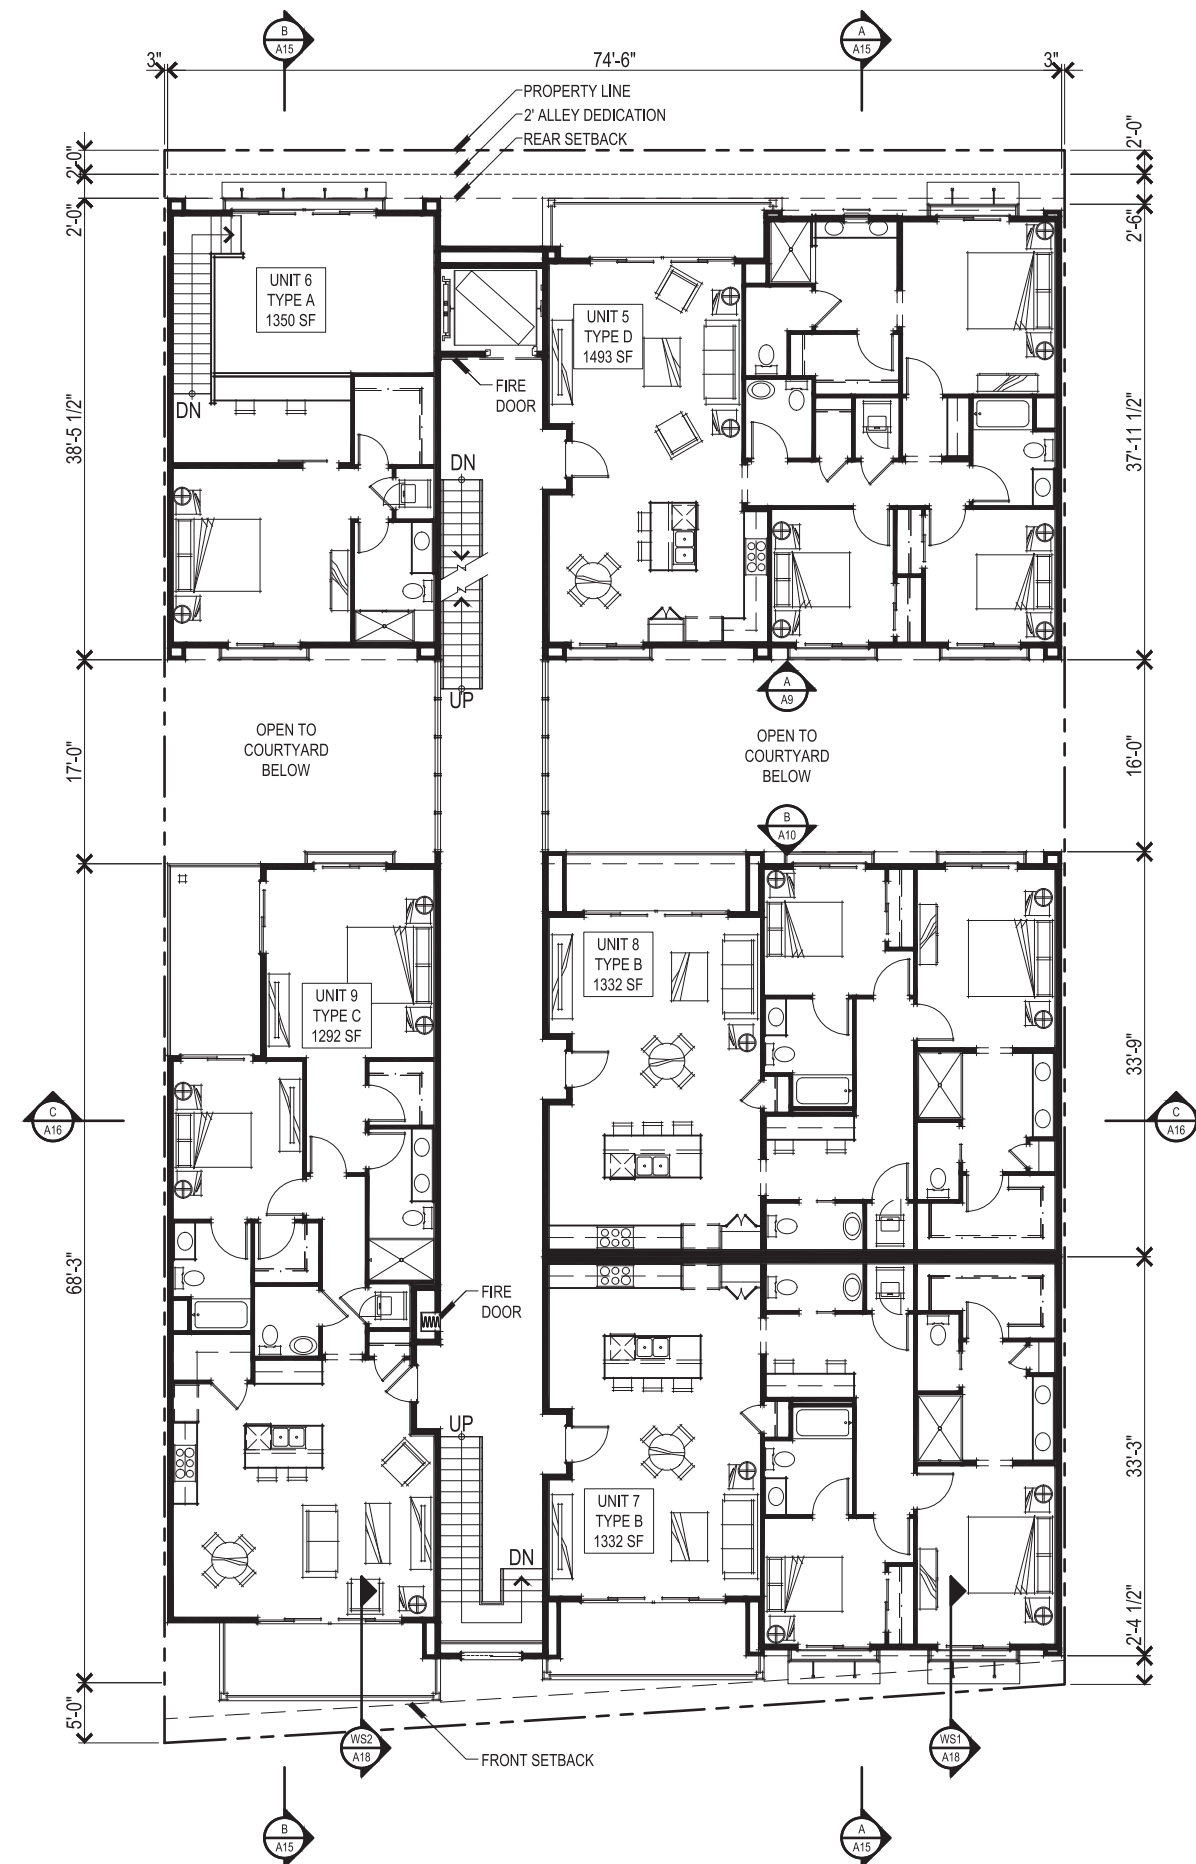 B
A15
A
A15
3"
74'-6"
3"
PROPERTY LINE
2' ALLEY DEDICATION
REAR SETBACK
2'-0"
2'-0"
2'-0"
2'-6"
38'-5 1/2"
37'-11 1/2"
UNIT 6
TYPE A
1350 SF
UNIT 5
TYPE D
1493 SF
FIRE
DOOR
DN
DN
UP
A
A9
OPEN TO
COURTYARD
BELOW
OPEN TO
COURTYARD
BELOW
17'-0"
16'-0"
B
A10
UNIT 8
TYPE B
1332 SF
UNIT 9
TYPE C
1292 SF
33'-9"
C
A16
C
A16
68'-3"
FIRE
DOOR
UP
DN
UNIT 7
TYPE B
1332 SF
33'-3"
2'-4 1/2"
5'-0"
WS2
A18
WS1
A18
FRONT SETBACK
B
A15
A
A15